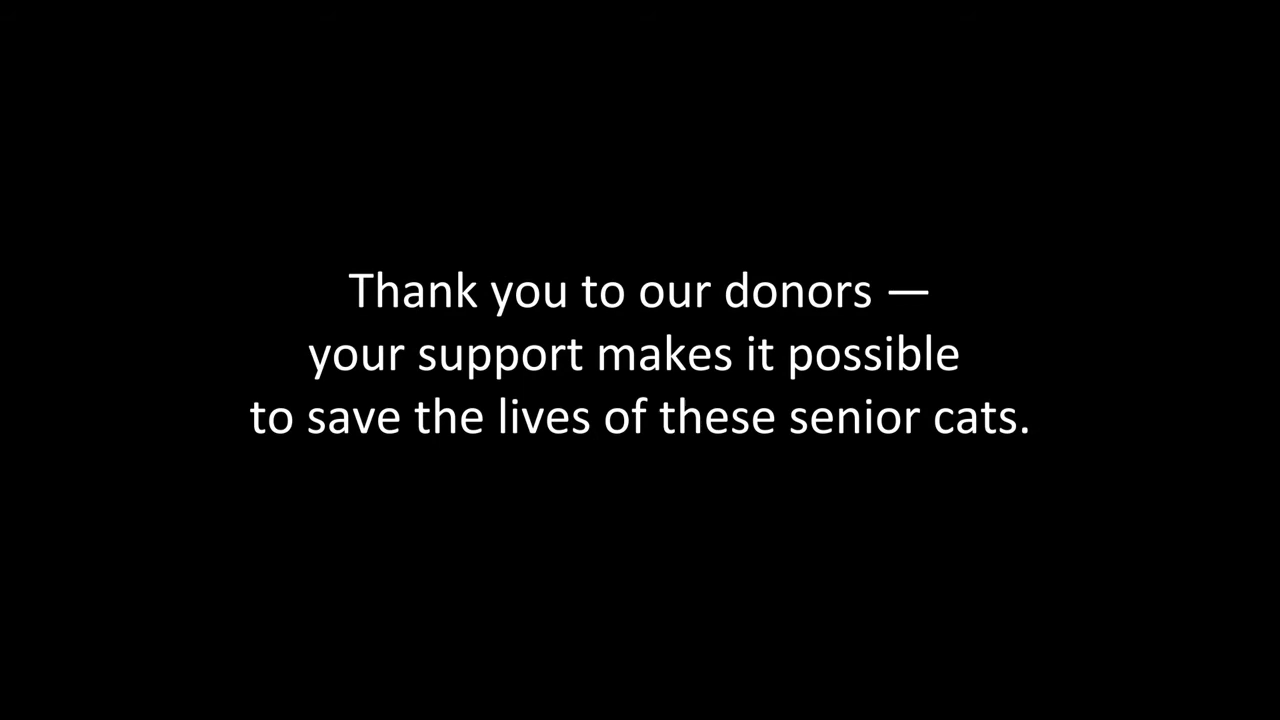 Thank you to our donors —
your support makes it possible
to save the lives of these senior cats.